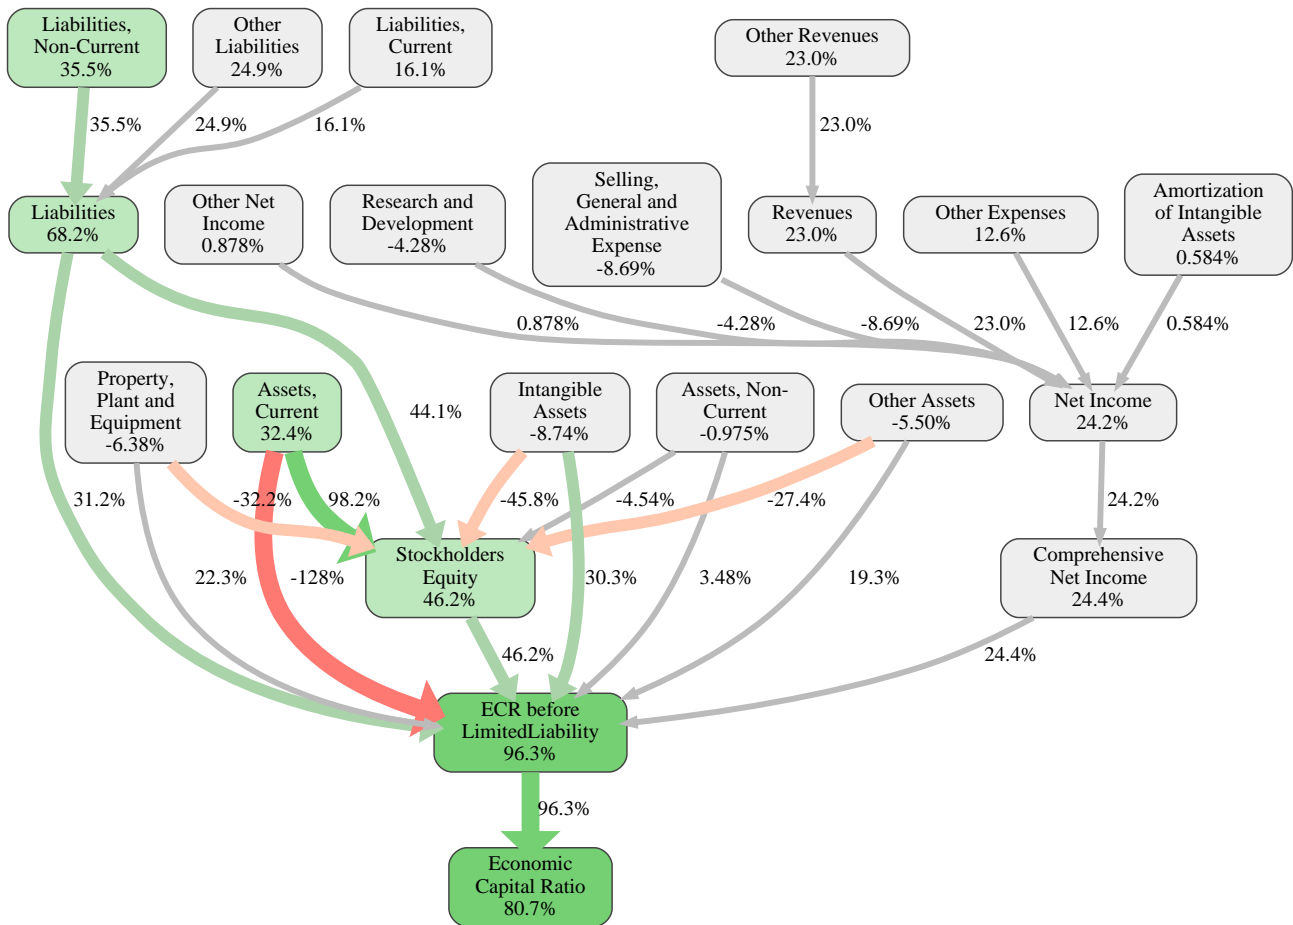 Liabilities,
Non-Current
35.5%
Other
Liabilities
24.9%
Liabilities,
Current
16.1%
Other Revenues
23.0%
35.5%
24.9%
16.1%
23.0%
Liabilities
68.2%
Other Net
Income
0.878%
Research and
Development
-4.28%
Selling,
General and
Administrative
Expense
-8.69%
Revenues
23.0%
Other Expenses
12.6%
Amortization
of Intangible
Assets
0.584%
0.878%
-4.28%
-8.69%
23.0%
12.6%
0.584%
Property,
Plant and
Equipment
-6.38%
Assets,
Current
32.4%
44.1%
Intangible
Assets
-8.74%
Assets, Non-
Current
-0.975%
Other Assets
-5.50%
Net Income
24.2%
31.2%
-32.2%
98.2%
-45.8%
-4.54%
-27.4%
24.2%
Stockholders
Equity
46.2%
Comprehensive
Net Income
24.4%
22.3%
-128%
30.3%
3.48%
19.3%
46.2%
24.4%
ECR before
LimitedLiability
96.3%
96.3%
Economic
Capital Ratio
80.7%